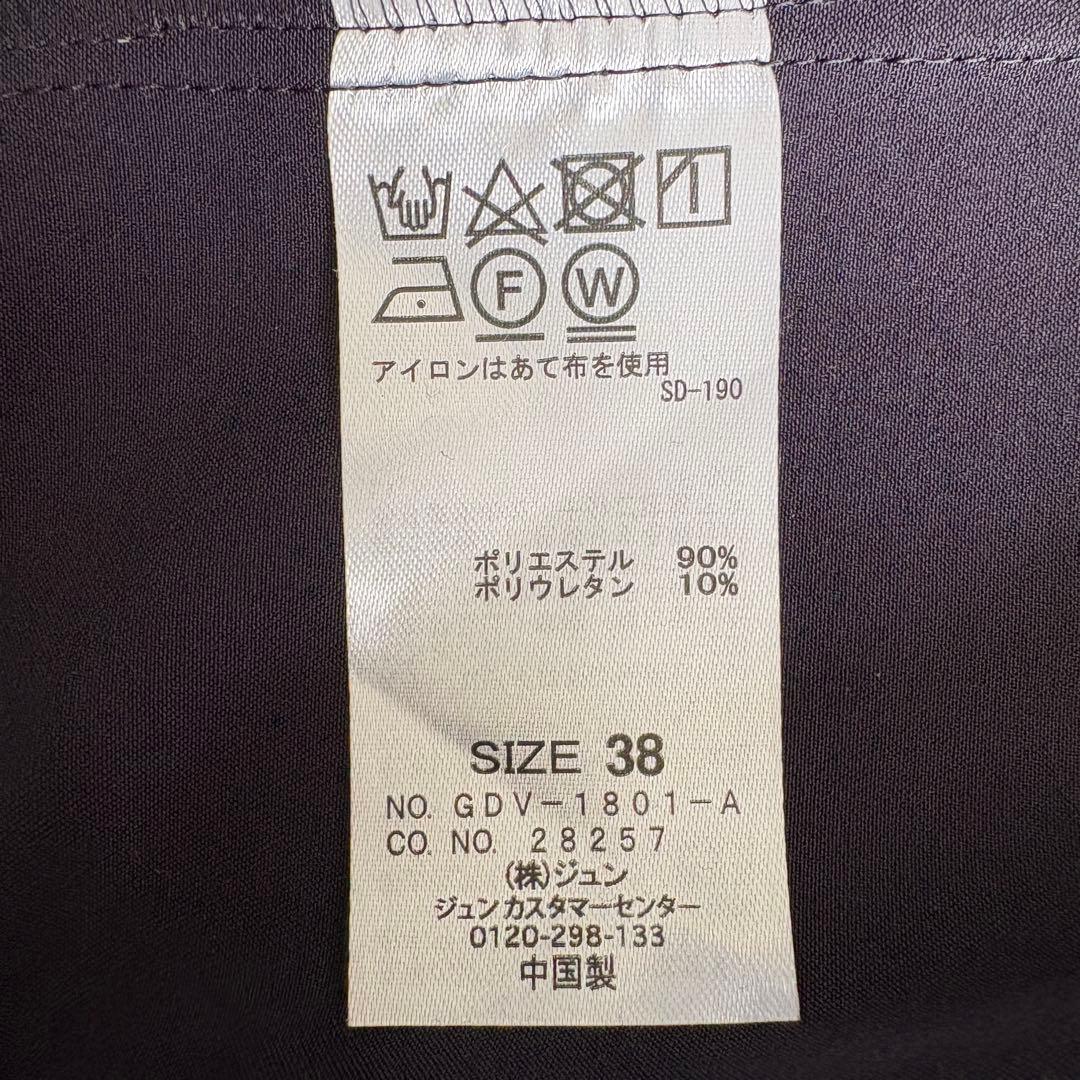 F W
アイロンはあて布を使用
SD-190
ポリエステル 90%
ポリウレタン 10%
SIZE 38
NO. GDV-1801-A
CO. NO. 28257
(株)ジュン
ジュンカスタマーセンター
0120-298-133
中国製